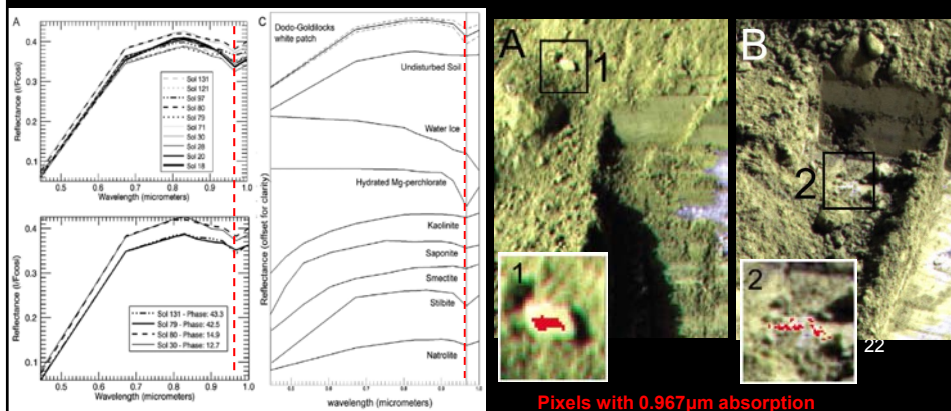 A
Reflectance (I/Fcosi)
0.4
0.3
0.2
0.1
Sol 131
Sol 121
Sol 97
Sol 80
Sol 79
Sol 71
Sol 30
Sol 28
Sol 20
Sol 18
0.5 0.6 0.7 0.8 0.9 1.0
Wavelength (micrometers)
Reflectance (I/Fcosi)
0.4
0.3
0.2
0.1
Sol 131 - Phase: 43.3
Sol 79 - Phase: 42.5
Sol 80 - Phase: 14.9
Sol 30 - Phase: 12.7
0.5 0.6 0.7 0.8 0.9 1.0
Wavelength (micrometers)
C
Reflectance (offset for clarity)
Dodo-Goldilocks
white patch
Undisturbed Soil
Water Ice
Hydrated Mg-perchlorate
Kaolinite
Saponite
Smectite
Stilbite
Natrolite
wavelength (micrometers)
A
1
1
B
2
2
22
Pixels with 0.967µm absorption